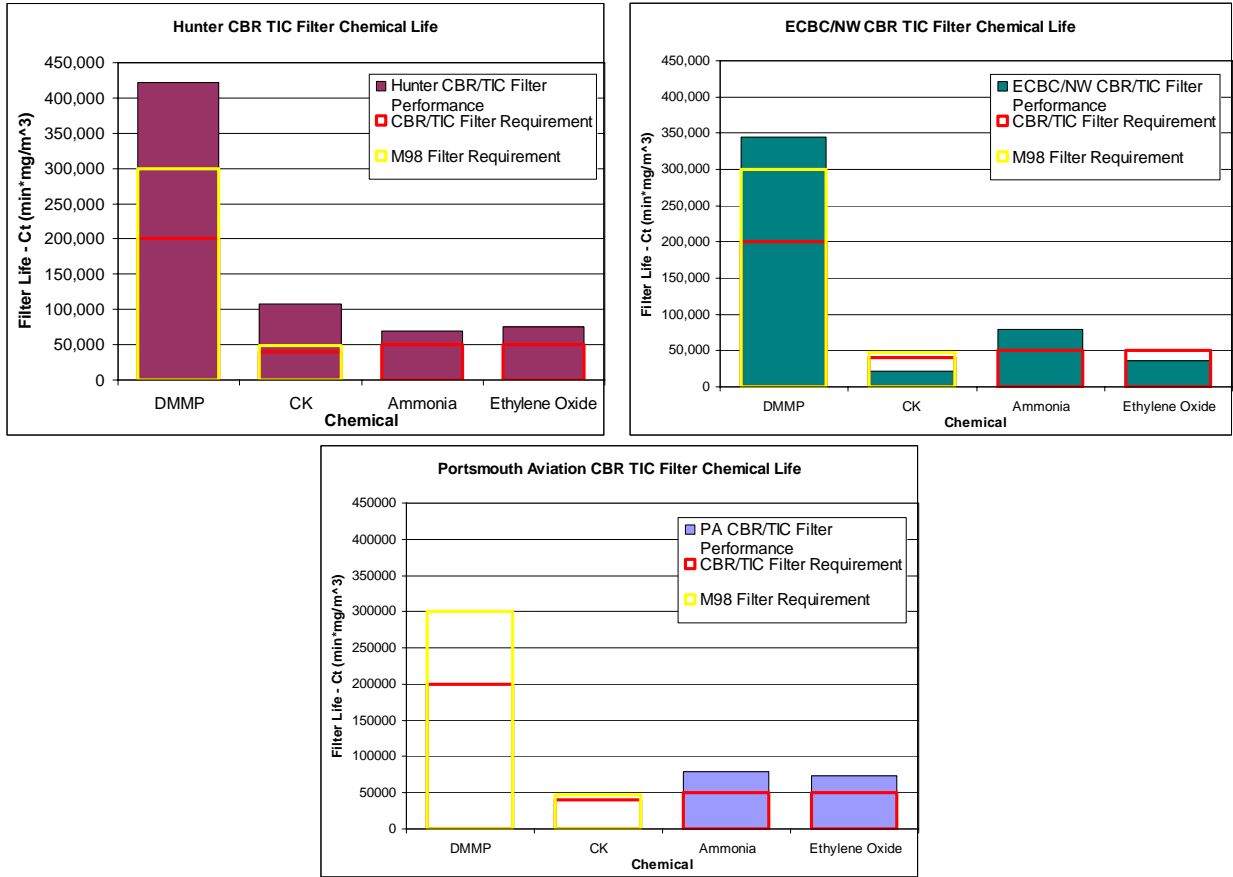 Hunter CBR TIC Filter Chemical Life
450,000
400,000
350,000
300,000
250,000
200,000
150,000
100,000
50,000
0
Filter Life - Ct (min*mg/m^3)
Hunter CBR/TIC Filter
Performance
CBR/TIC Filter Requirement
M98 Filter Requirement
DMMP CK Ammonia Ethylene Oxide
Chemical
ECBC/NW CBR TIC Filter Chemical Life
450,000
400,000
350,000
300,000
250,000
200,000
150,000
100,000
50,000
0
Filter Life - Ct (min*mg/m^3)
ECBC/NW CBR/TIC Filter
Performance
CBR/TIC Filter Requirement
M98 Filter Requirement
DMMP CK Ammonia Ethylene Oxide
Chemical
Portsmouth Aviation CBR TIC Filter Chemical Life
450000
400000
350000
300000
250000
200000
150000
100000
50000
0
Filter Life - Ct (min*mg/m^3)
PA CBR/TIC Filter
Performance
CBR/TIC Filter Requirement
M98 Filter Requirement
DMMP CK Ammonia Ethylene Oxide
Chemical